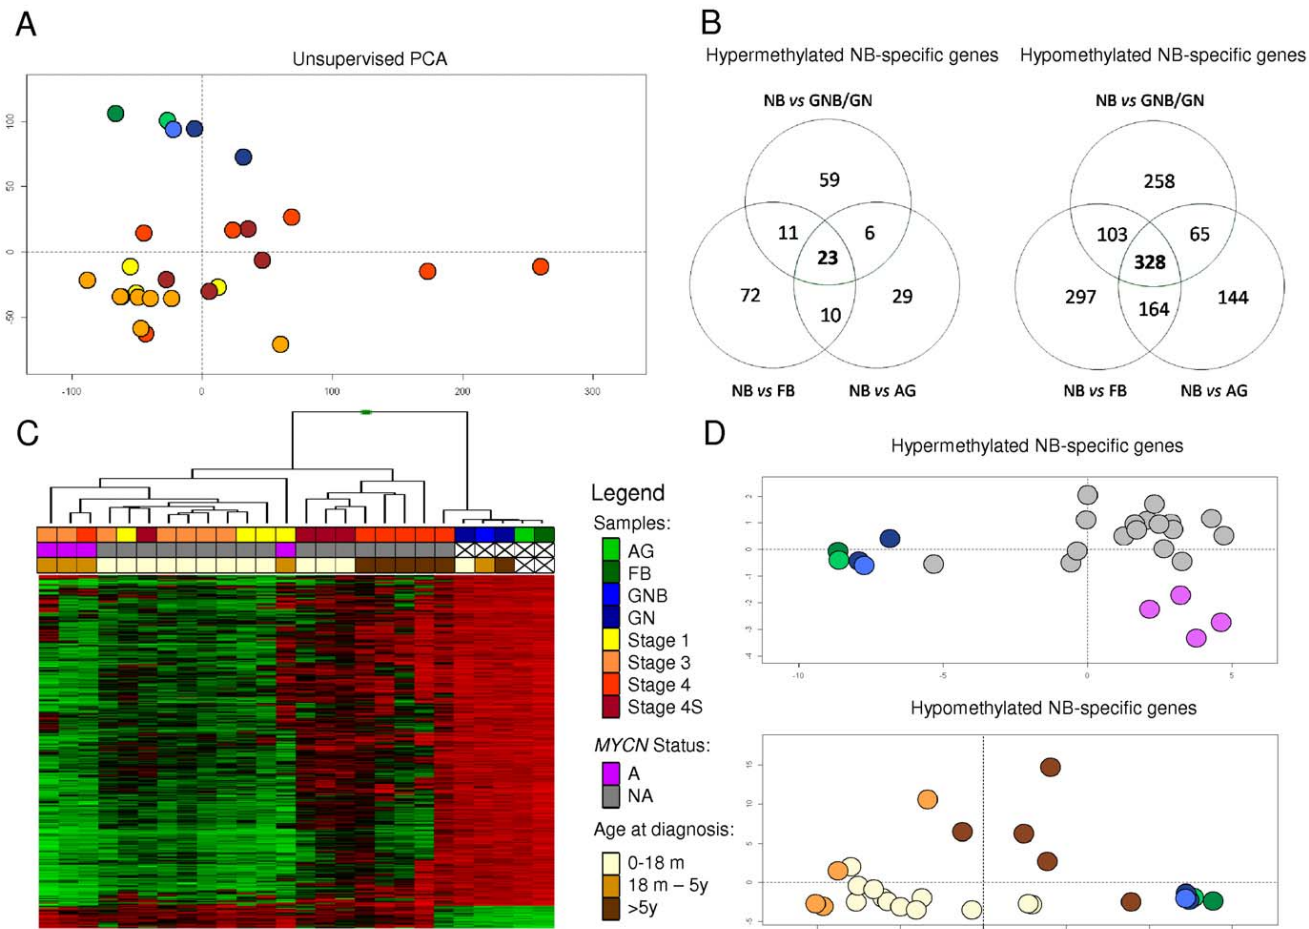 A
Unsupervised PCA
100
50
0
-50
-100
0
100
200
300
B
Hypermethylated NB-specific genes
NB vs GNB/GN
59
11
6
23
72
29
10
NB vs FB
NB vs AG
Hypomethylated NB-specific genes
NB vs GNB/GN
258
103
65
328
297
144
164
NB vs FB
NB vs AG
C
Legend
Samples:
AG
FB
GNB
GN
Stage 1
Stage 3
Stage 4
Stage 4S
MYCN Status:
A
NA
Age at diagnosis:
0-18 m
18 m – 5y
>5y
D
Hypermethylated NB-specific genes
2
1
0
-1
-2
-3
-4
-10
-5
0
5
Hypomethylated NB-specific genes
15
10
5
0
-5